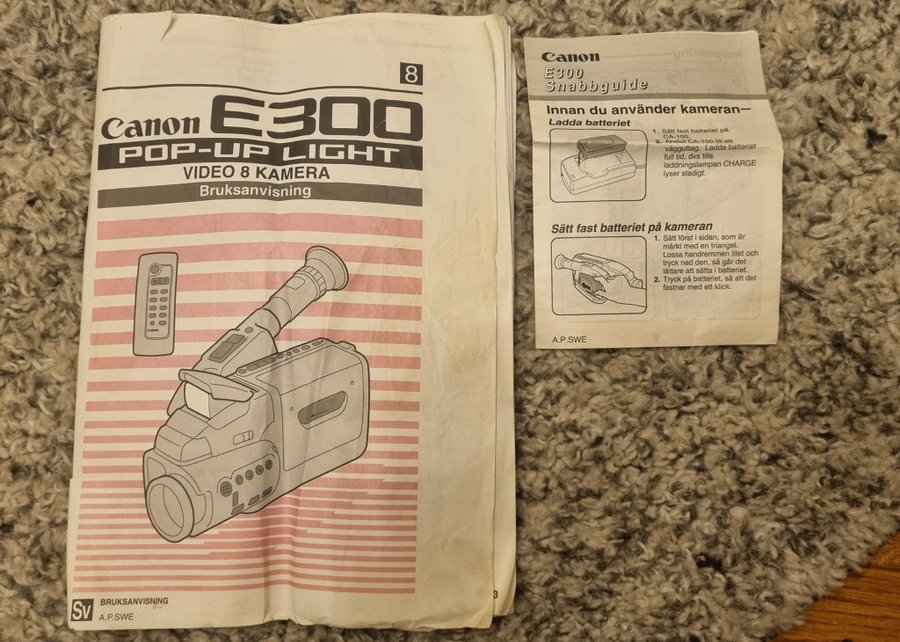 8
Canon E300
POP-UP LIGHT
VIDEO 8 KAMERA
Bruksanvisning
Sv BRUKSANVISNING
A.P.SWE
3
Canon
E300
Snabbguide
Innan du använder kameran—
Ladda batteriet
1. Sätt fast batteriet på
CA-100.
2. Anslut CA-100 till ett
vägguttag. Ladda batteriet
full tid, dvs tills
laddningslampan CHARGE
lyser stadigt.
Sätt fast batteriet på kameran
1. Sätt först i sidan, som är
märkt med en triangel.
Lossa handremmen litet och
tryck ned den, så går det
lättare att sätta i batteriet.
2. Tryck på batteriet, så att det
fastnar med ett klick.
A.P.SWE